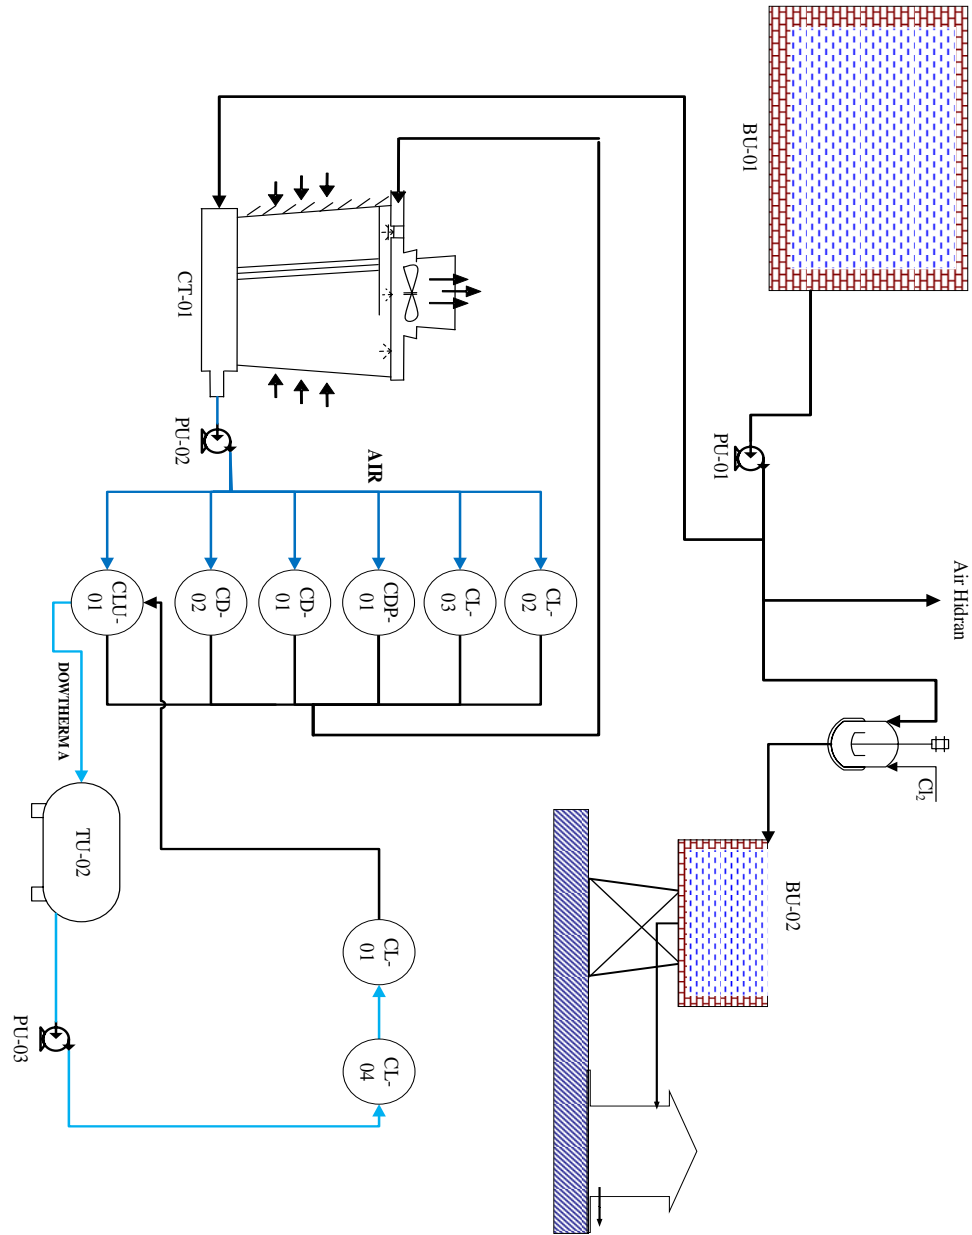 BU-01
PU-01
Air Hidran
Cl₂
BU-02
CT-01
PU-02
AIR
CL-
02
CL-
03
CDP-
01
CD-
01
CD-
02
CLU-
01
DOWTHERM A
TU-02
PU-03
CL-
01
CL-
04